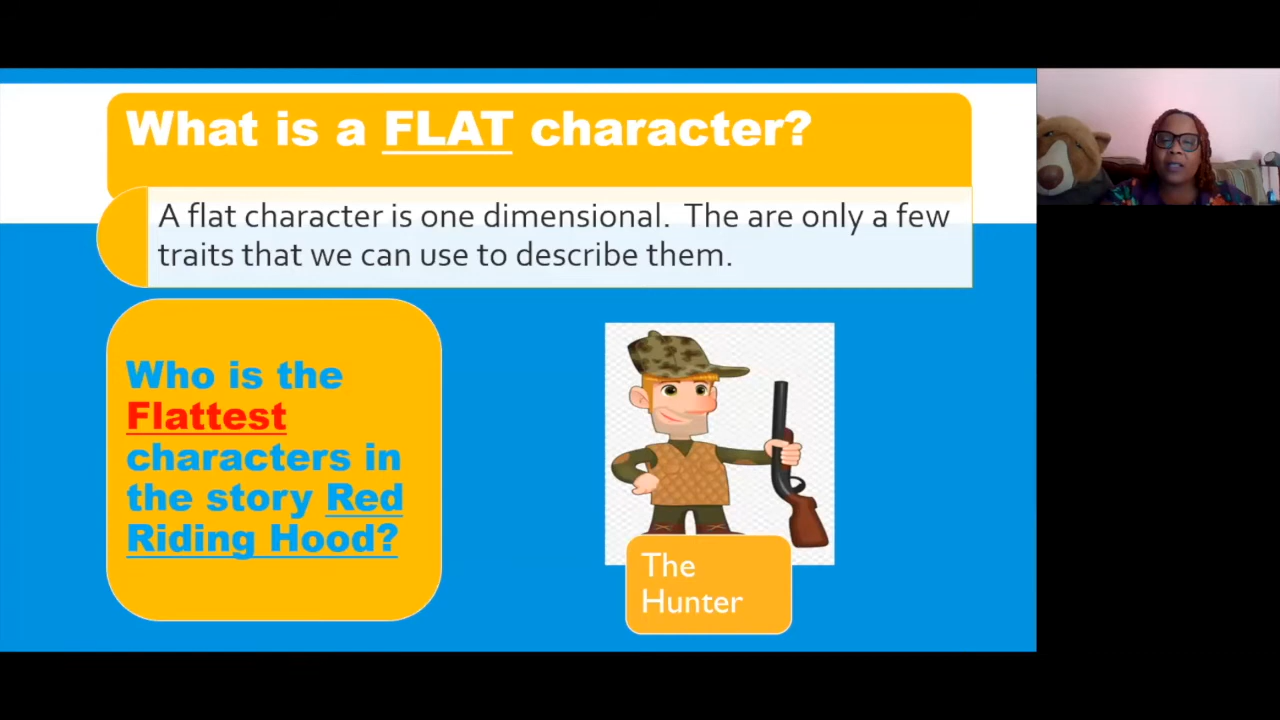 What is a FLAT character?
A flat character is one dimensional. The are only a few
traits that we can use to describe them.
Who is the
Flattest
characters in
the story Red
Riding Hood?
The
Hunter